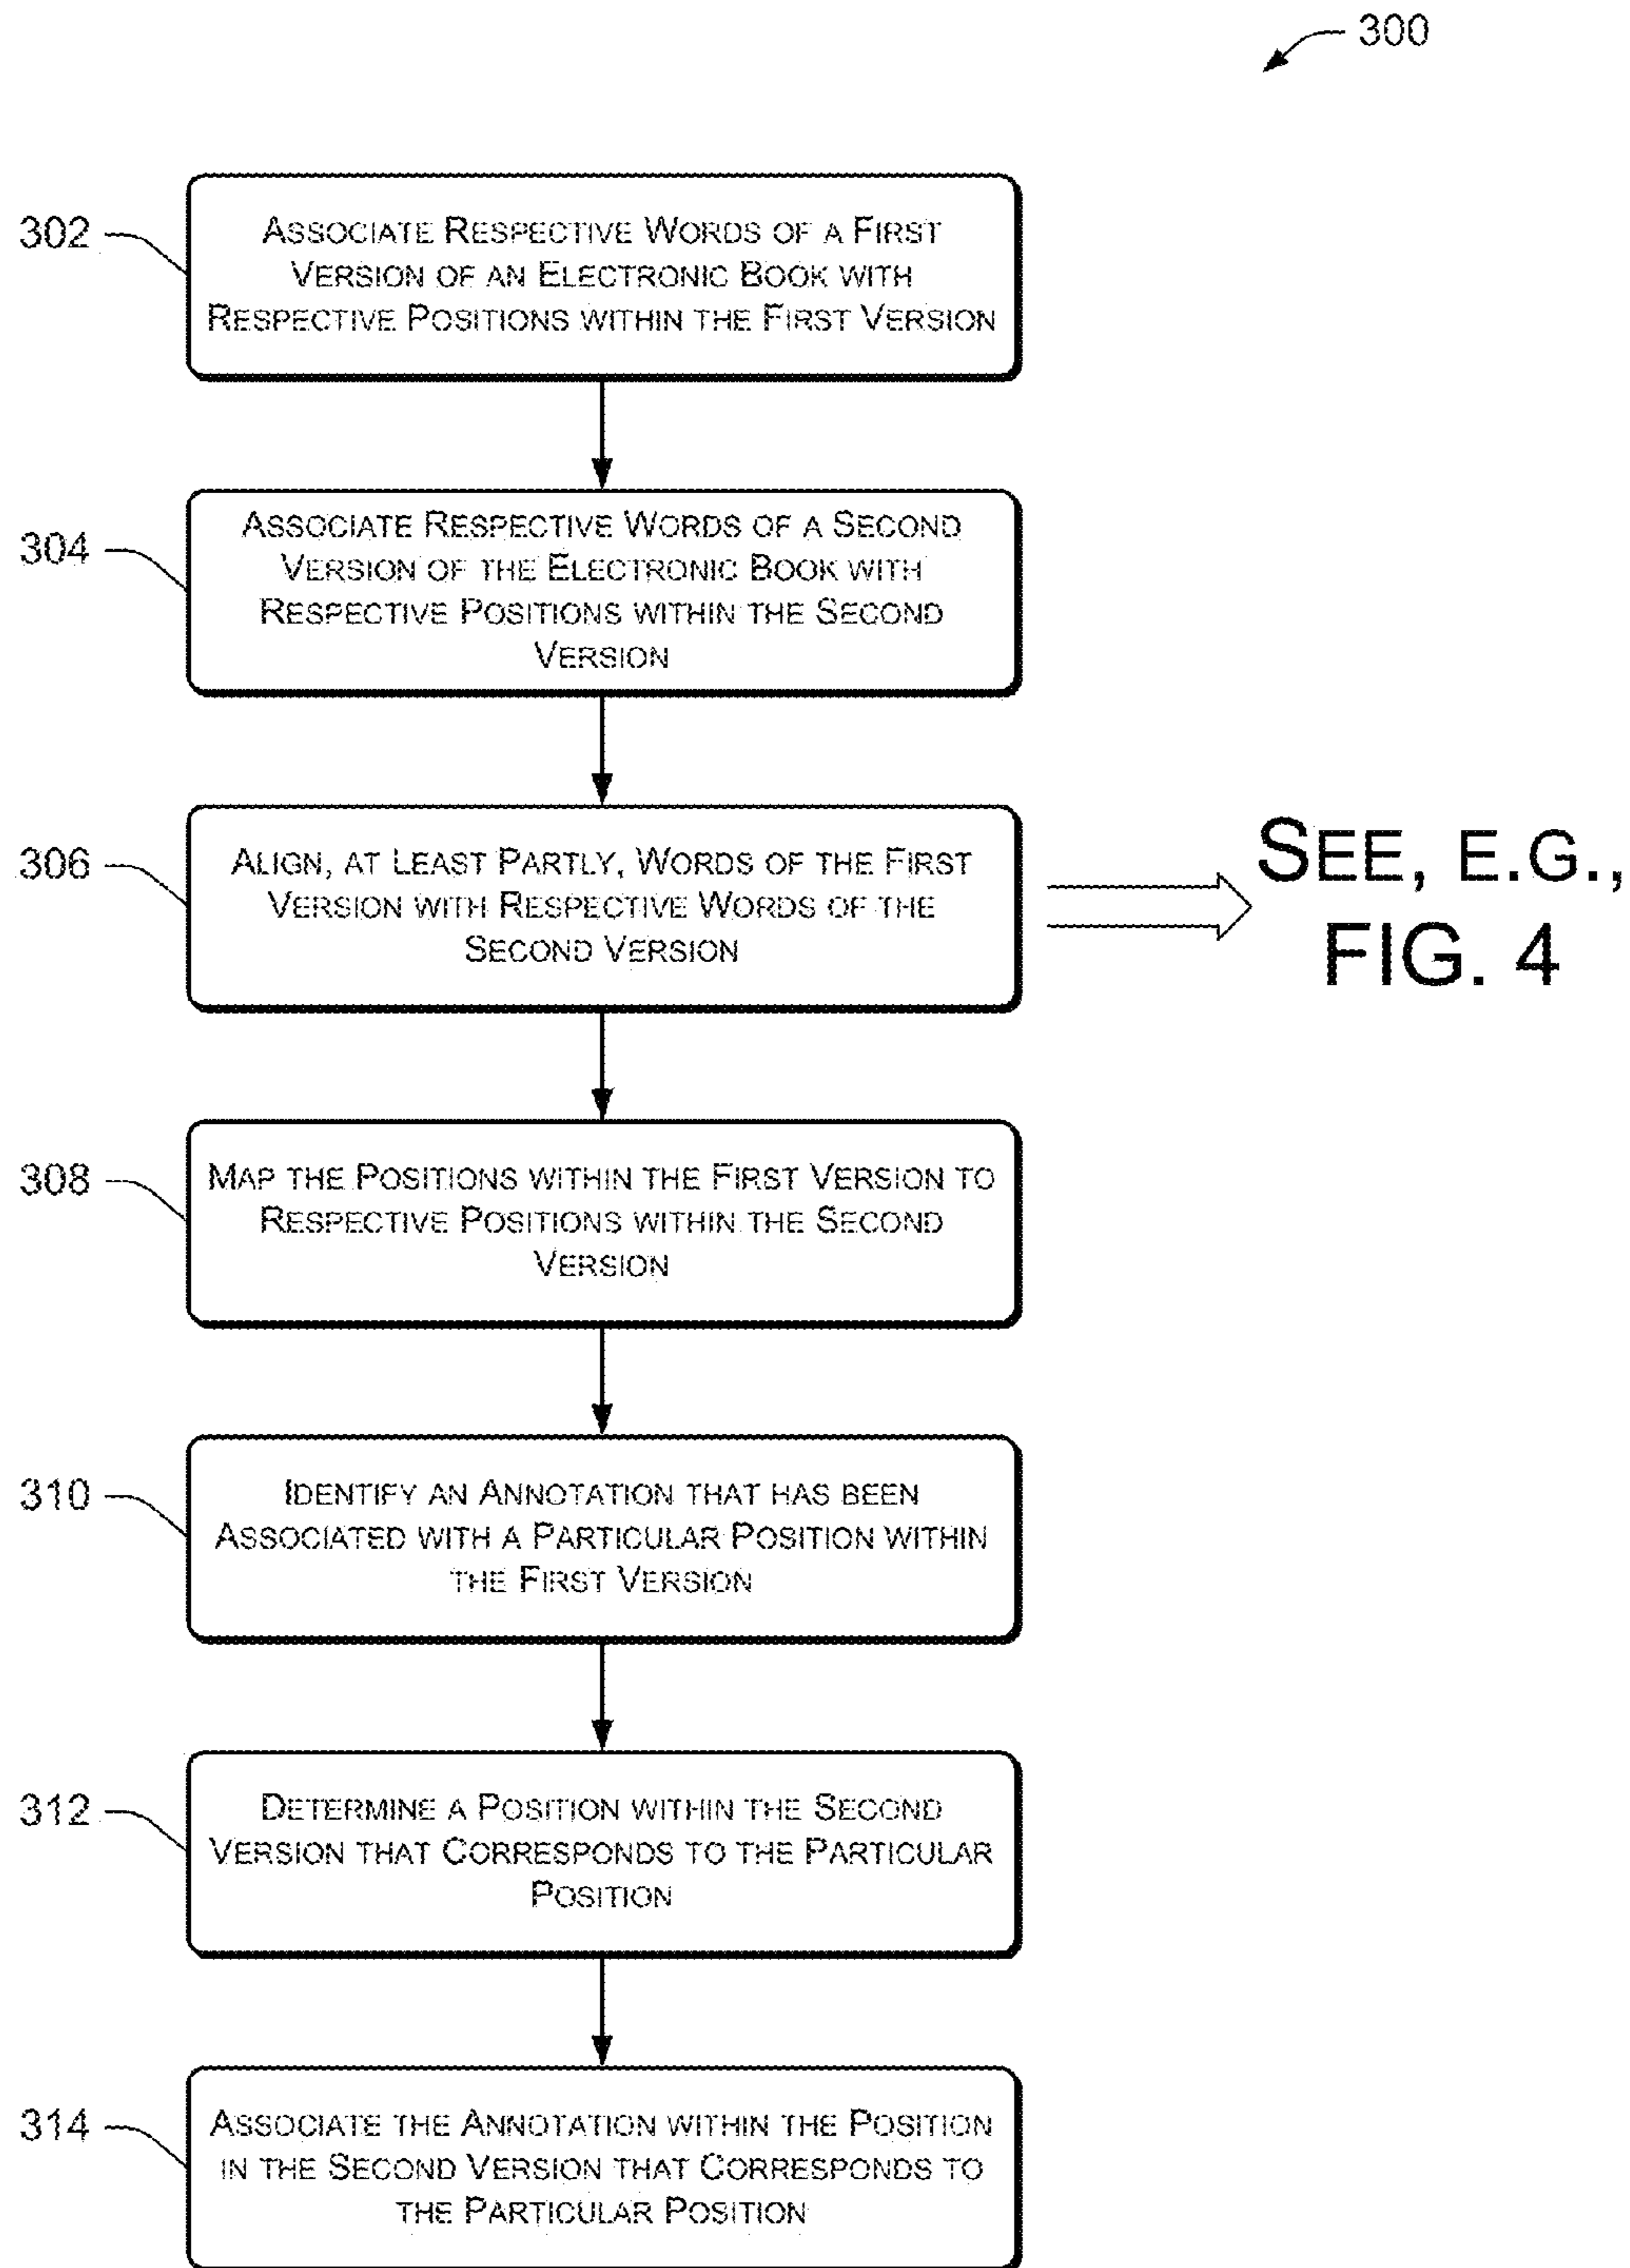 300
302
ASSOCIATE RESPECTIVE WORDS OF A FIRST
VERSION OF AN ELECTRONIC BOOK WITH
RESPECTIVE POSITIONS WITHIN THE FIRST VERSION
304
ASSOCIATE RESPECTIVE WORDS OF A SECOND
VERSION OF THE ELECTRONIC BOOK WITH
RESPECTIVE POSITIONS WITHIN THE SECOND
VERSION
306
ALIGN, AT LEAST PARTLY, WORDS OF THE FIRST
VERSION WITH RESPECTIVE WORDS OF THE
SECOND VERSION
SEE, E.G.,
FIG. 4
308
MAP THE POSITIONS WITHIN THE FIRST VERSION TO
RESPECTIVE POSITIONS WITHIN THE SECOND
VERSION
310
IDENTIFY AN ANNOTATION THAT HAS BEEN
ASSOCIATED WITH A PARTICULAR POSITION WITHIN
THE FIRST VERSION
312
DETERMINE A POSITION WITHIN THE SECOND
VERSION THAT CORRESPONDS TO THE PARTICULAR
POSITION
314
ASSOCIATE THE ANNOTATION WITHIN THE POSITION
IN THE SECOND VERSION THAT CORRESPONDS TO
THE PARTICULAR POSITION